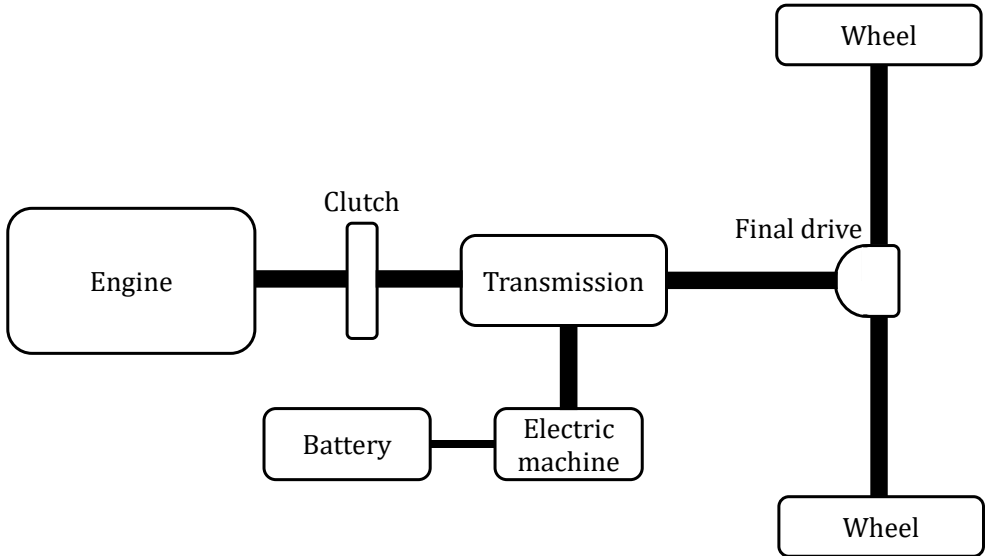 Wheel
Clutch
Final drive
Engine
Transmission
Battery
Electric
machine
Wheel